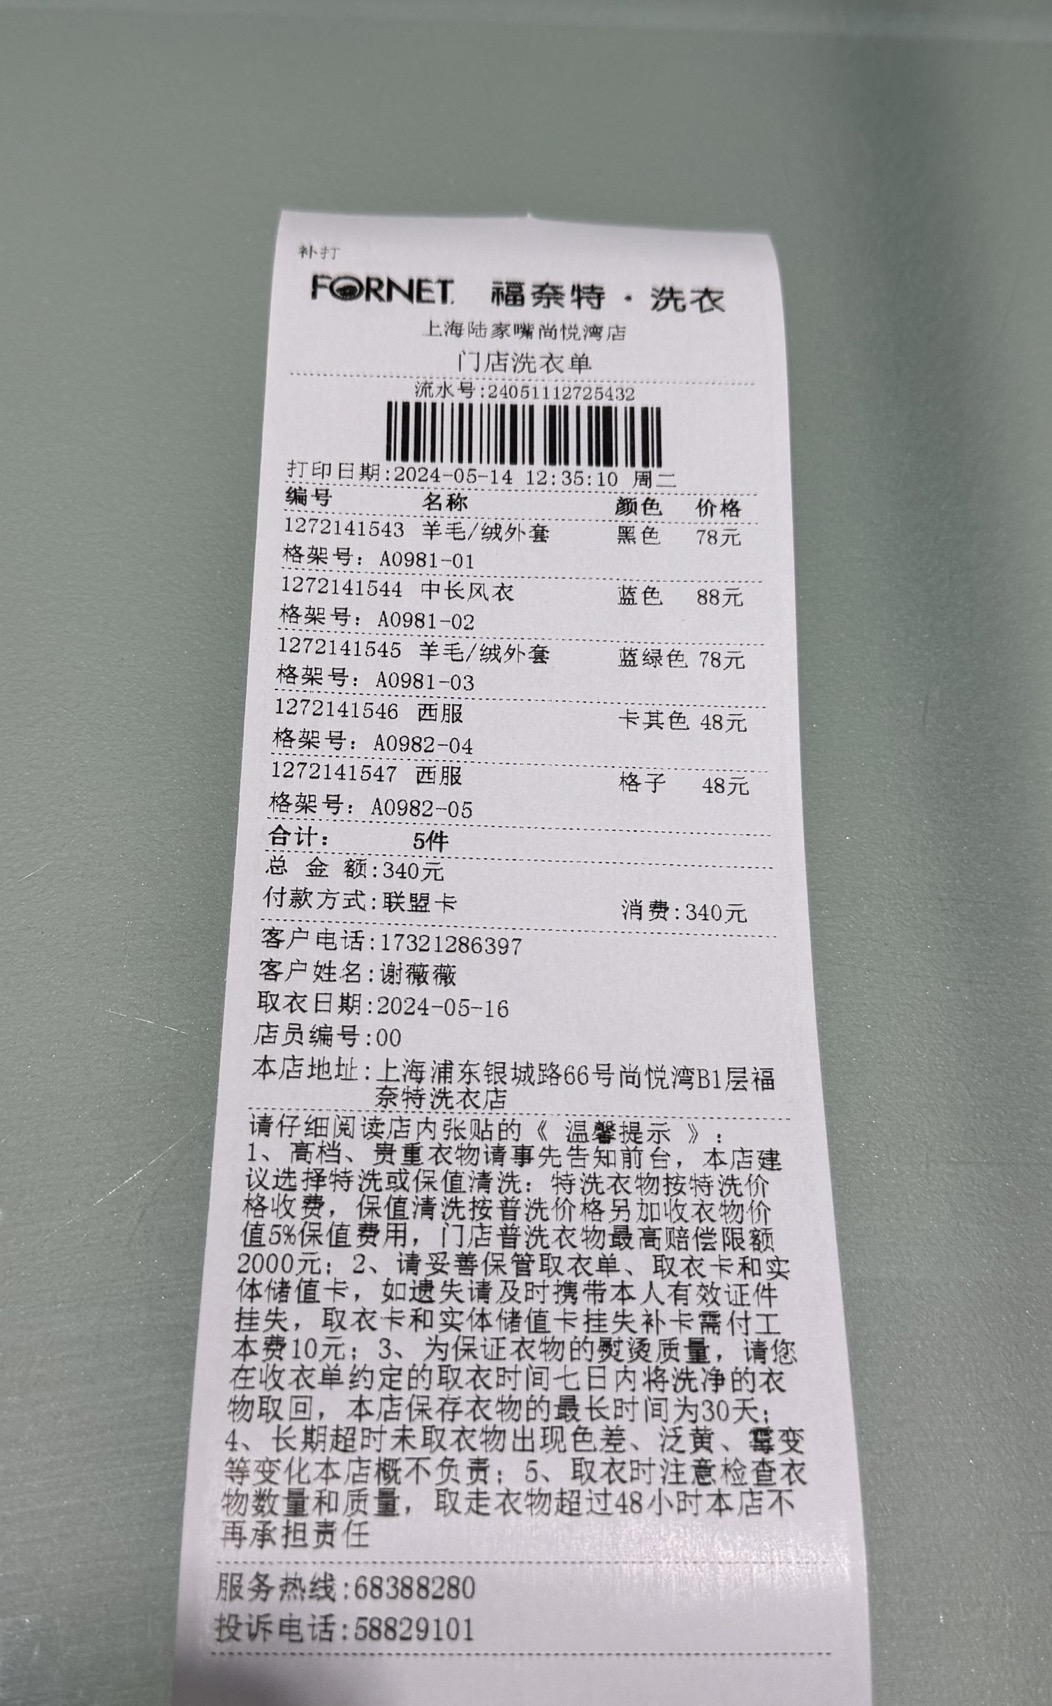 补打
FORNET. 福奈特·洗衣
上海陆家嘴尚悦湾店
门店洗衣单
流水号:24051112725432
打印日期:2024-05-14 12:35:10 周二
编号 名称 颜色 价格
1272141543 羊毛/绒外套 黑色 78元
格架号: A0981-01
1272141544 中长风衣 蓝色 88元
格架号: A0981-02
1272141545 羊毛/绒外套 蓝绿色 78元
格架号: A0981-03
1272141546 西服 卡其色 48元
格架号: A0982-04
1272141547 西服 格子 48元
格架号: A0982-05
合计: 5件
总 金 额:340元
付款方式:联盟卡 消费:340元
客户电话:17321286397
客户姓名:谢薇薇
取衣日期:2024-05-16
店员编号:00
本店地址:上海浦东银城路66号尚悦湾B1层福
奈特洗衣店
请仔细阅读店内张贴的《 温馨提示 》:
1、高档、贵重衣物请事先告知前台，本店建
议选择特洗或保值清洗；特洗衣物按特洗价
格收费，保值清洗按普洗价格另加收衣物价
值5%保值费用，门店普洗衣物最高赔偿限额
2000元；2、请妥善保管取衣单、取衣卡和实
体储值卡，如遗失请及时携带本人有效证件
挂失，取衣卡和实体储值卡挂失补卡需付工
本费10元；3、为保证衣物的熨烫质量，请您
在收衣单约定的取衣时间七日内将洗净的衣
物取回，本店保存衣物的最长时间为30天；
4、长期超时未取衣物出现色差、泛黄、霉变
等变化本店概不负责；5、取衣时注意检查衣
物数量和质量，取走衣物超过48小时本店不
再承担责任
服务热线:68388280
投诉电话:58829101